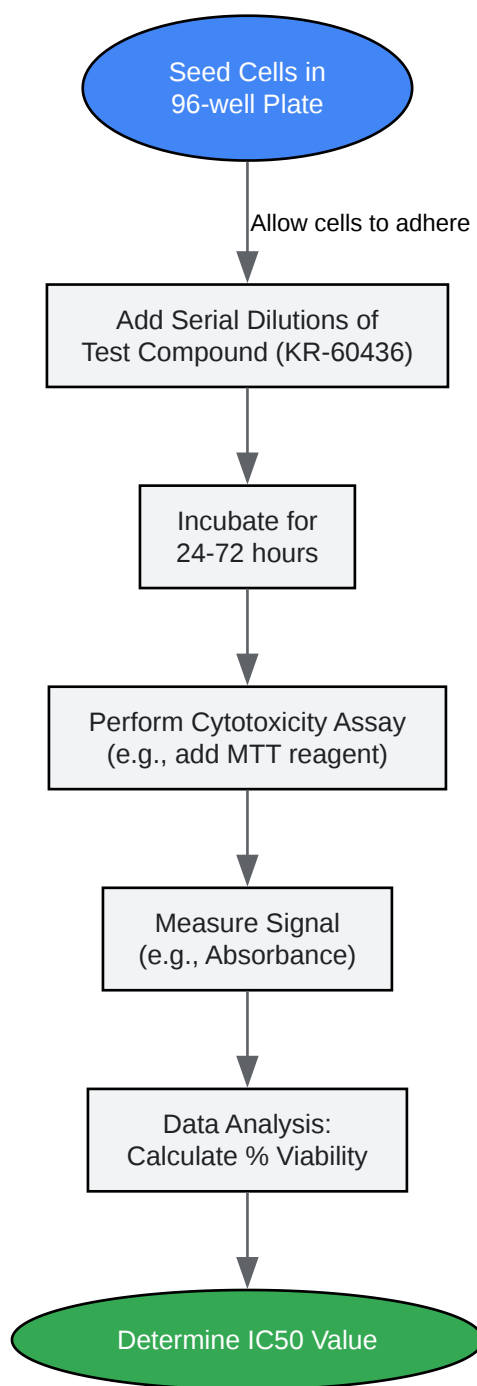 Seed Cells in
96-well Plate
Allow cells to adhere
Add Serial Dilutions of
Test Compound (KR-60436)
Incubate for
24-72 hours
Perform Cytotoxicity Assay
(e.g., add MTT reagent)
Measure Signal
(e.g., Absorbance)
Data Analysis:
Calculate % Viability
Determine IC50 Value